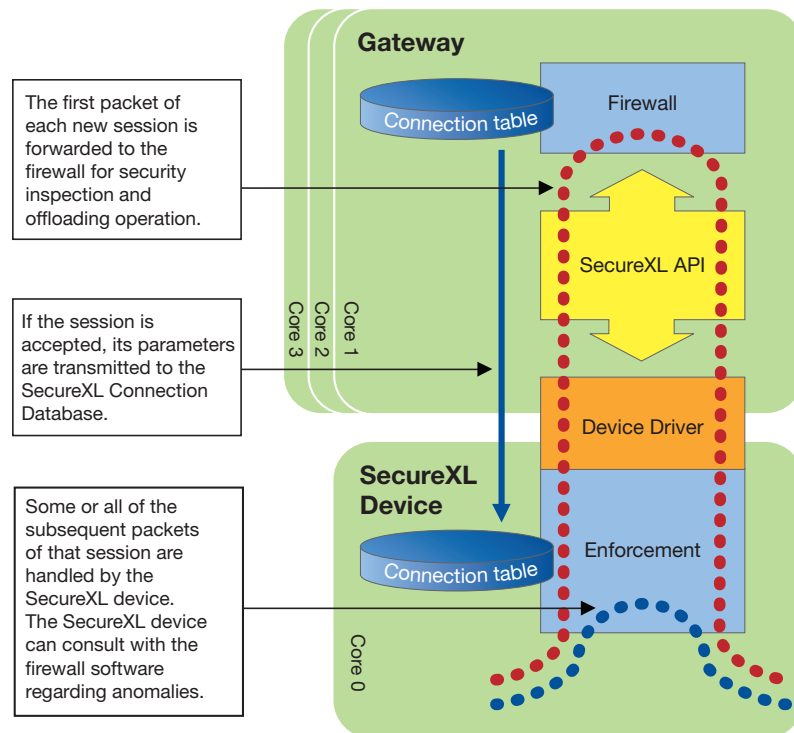 Gateway
The first packet of
each new session is
forwarded to the
firewall for security
inspection and
offloading operation.
Connection table
Firewall
SecureXL API
If the session is
accepted, its parameters
are transmitted to the
SecureXL Connection
Database.
Core 3
Core 2
Core 1
Device Driver
SecureXL
Device
Some or all of the
subsequent packets
of that session are
handled by the
SecureXL device.
The SecureXL device
can consult with the
firewall software
regarding anomalies.
Connection table
Enforcement
Core 0